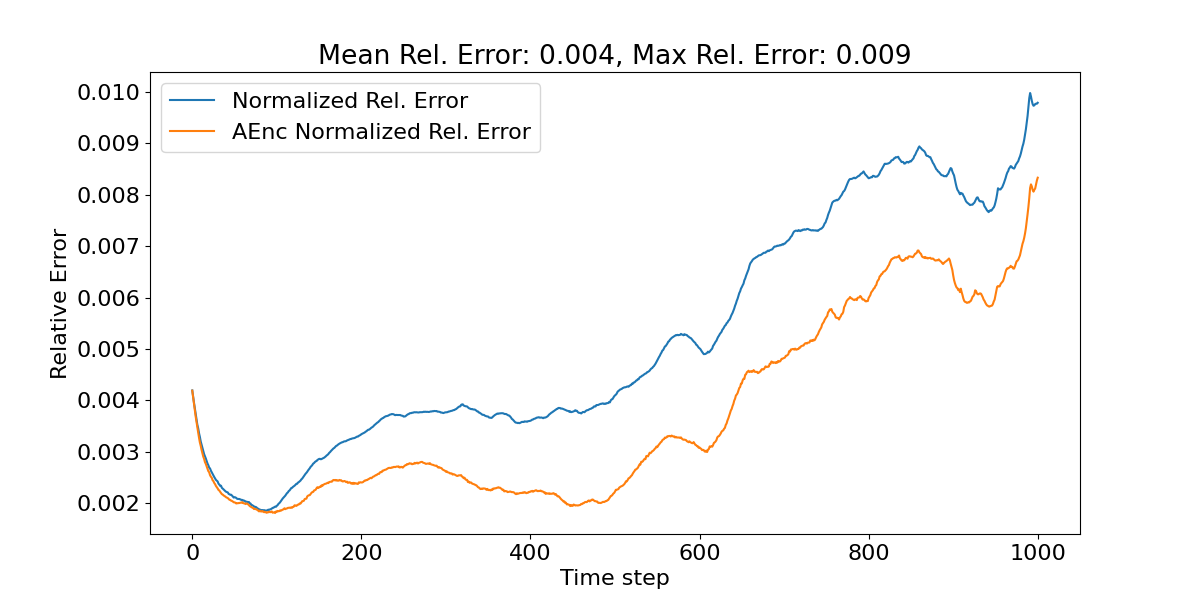 Mean Rel. Error: 0.004, Max Rel. Error: 0.009
Normalized Rel. Error
AEnc Normalized Rel. Error
Relative Error
0.010
0.009
0.008
0.007
0.006
0.005
0.004
0.003
0.002
0 200 400 600 800 1000
Time step